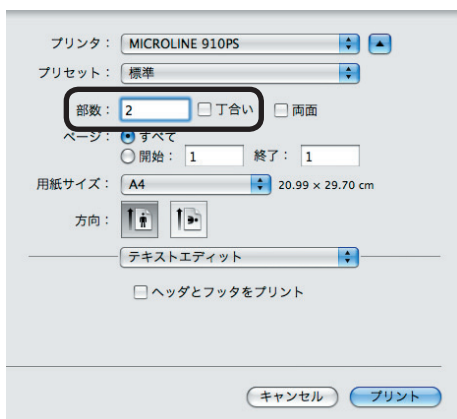 プリンタ： MICROLINE 910PS
プリセット： 標準
部数： 2 丁合い 両面
ページ： すべて
開始： 1 終了： 1
用紙サイズ： A4 20.99 × 29.70 cm
方向：
テキストエディット
ヘッダとフッタをプリント
キャンセル プリント